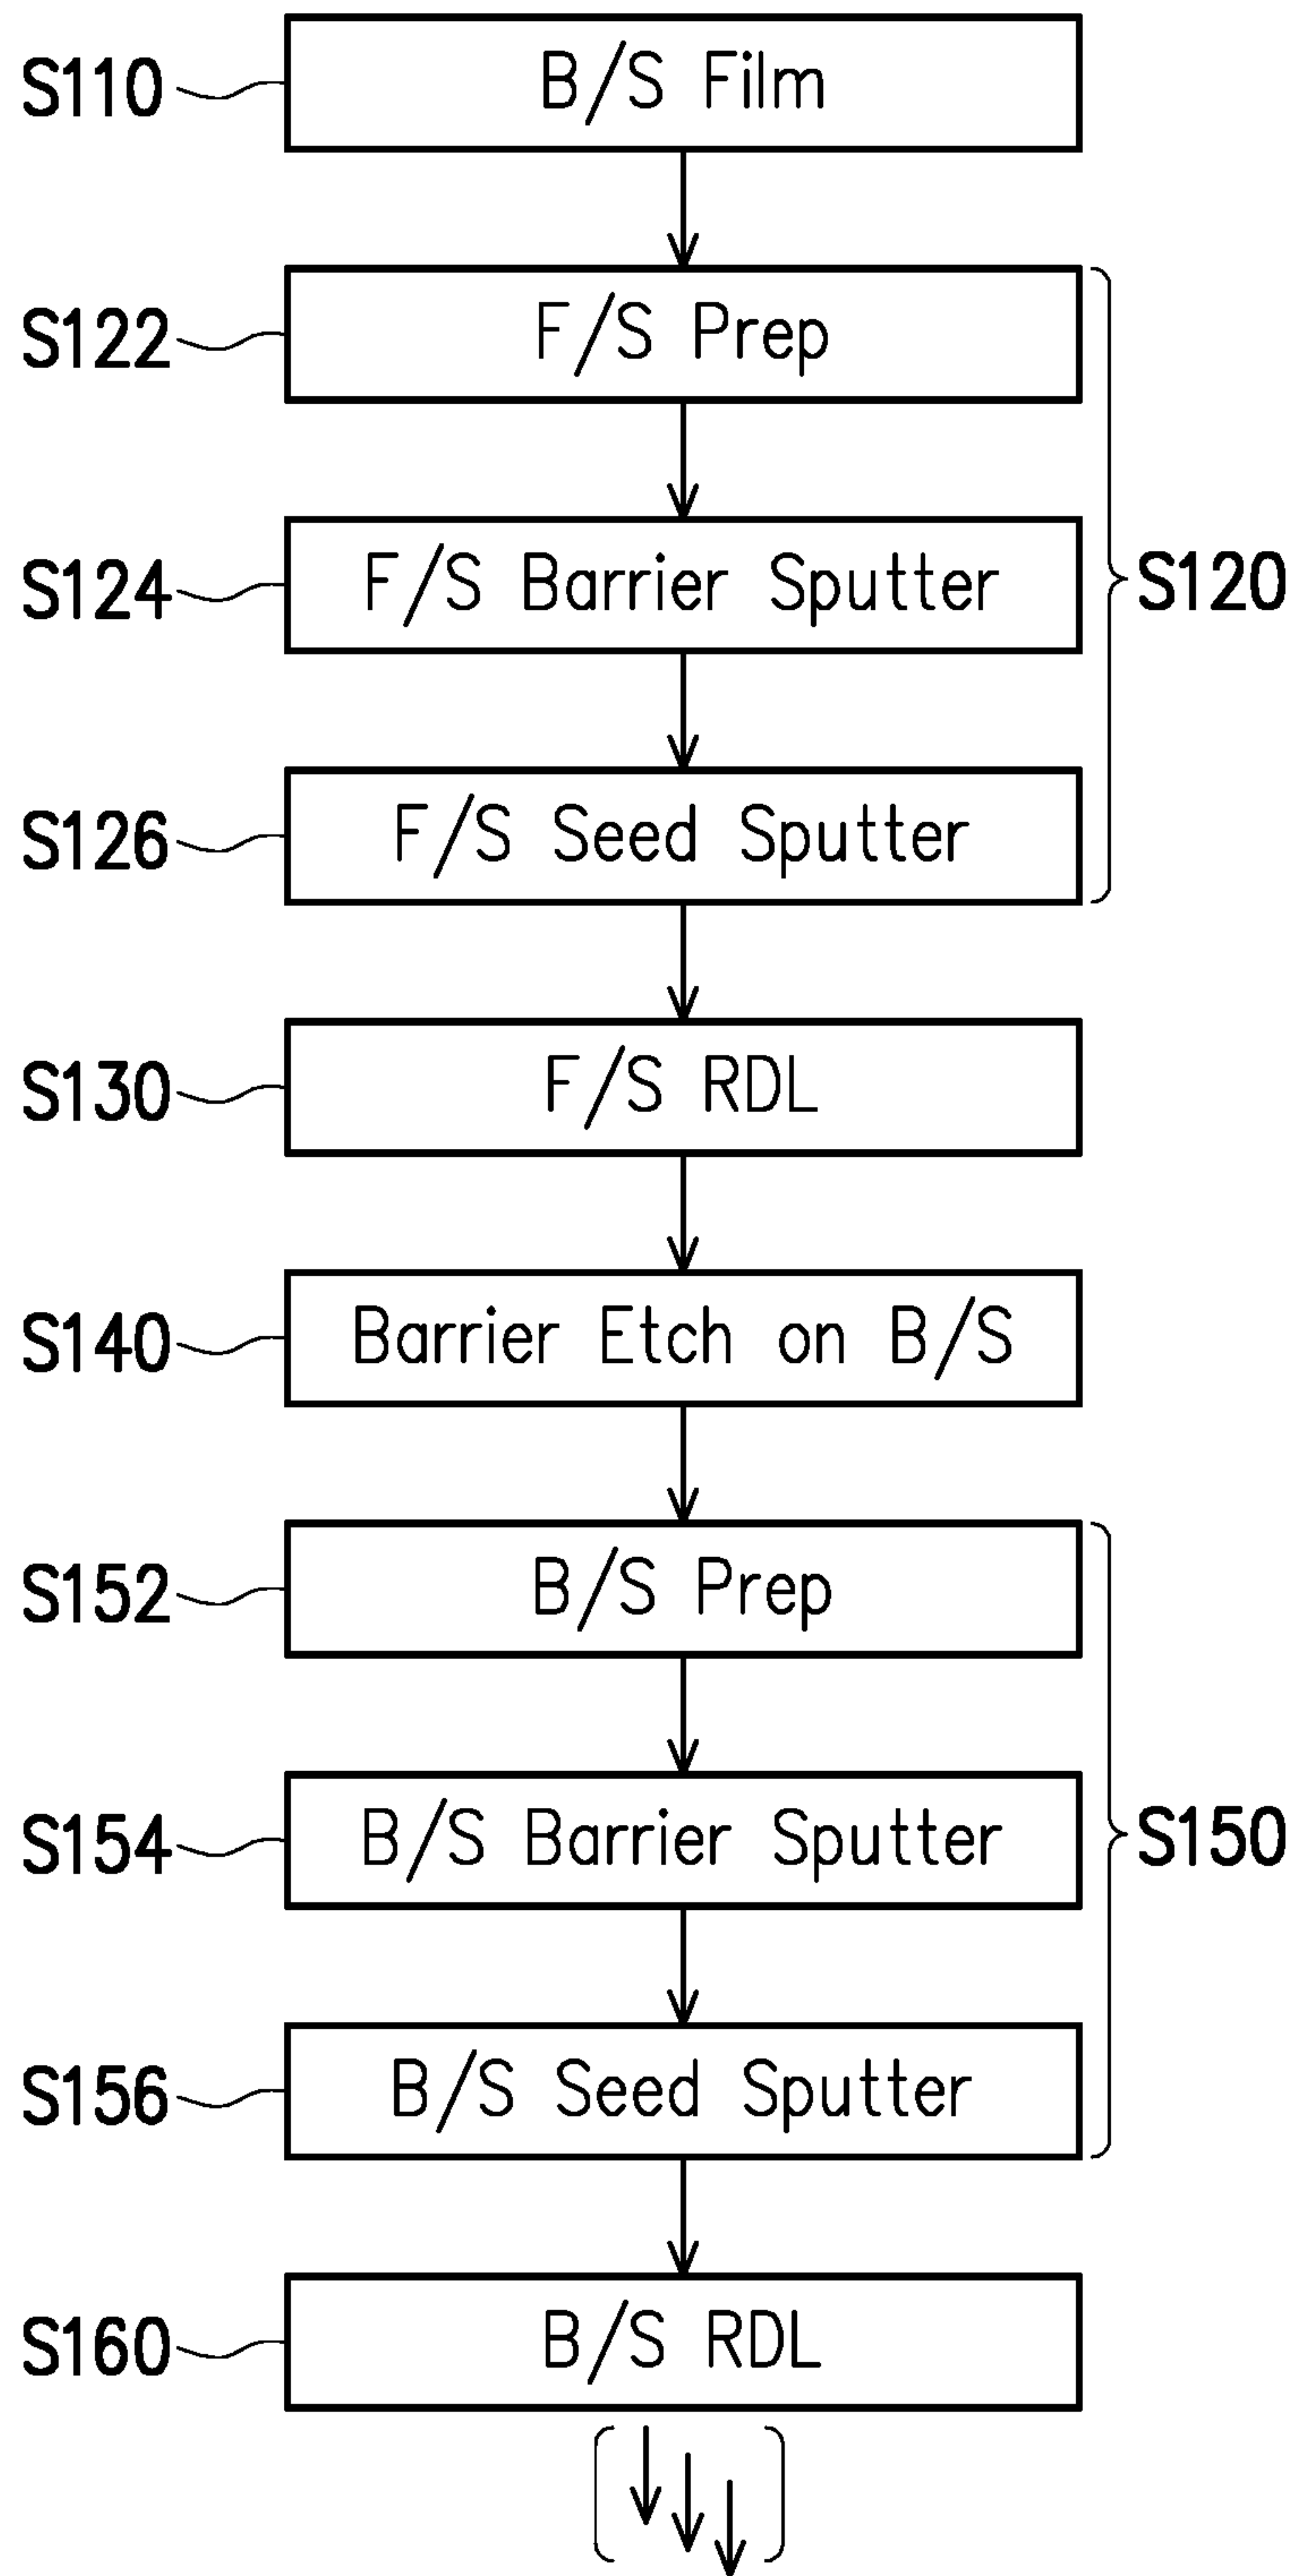 S110 B/S Film
S122 F/S Prep
S124 F/S Barrier Sputter
S120
S126 F/S Seed Sputter
S130 F/S RDL
S140 Barrier Etch on B/S
S152 B/S Prep
S154 B/S Barrier Sputter
S150
S156 B/S Seed Sputter
S160 B/S RDL